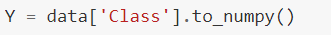 Y = data['Class'].to_numpy()